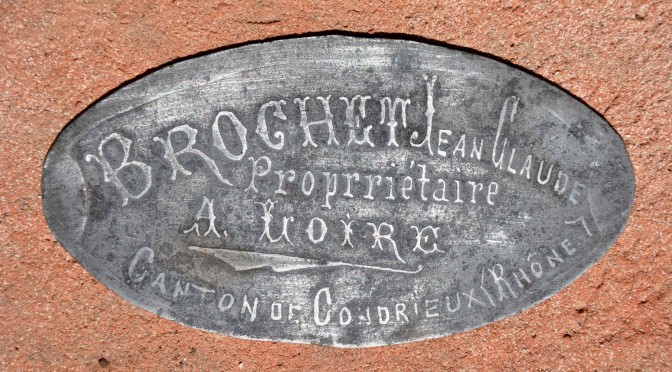 BROCHET JEAN CLAUDE
Proprriétaire
A. LOIRE
CANTON DE CONDRIEUX (RHÔNE)